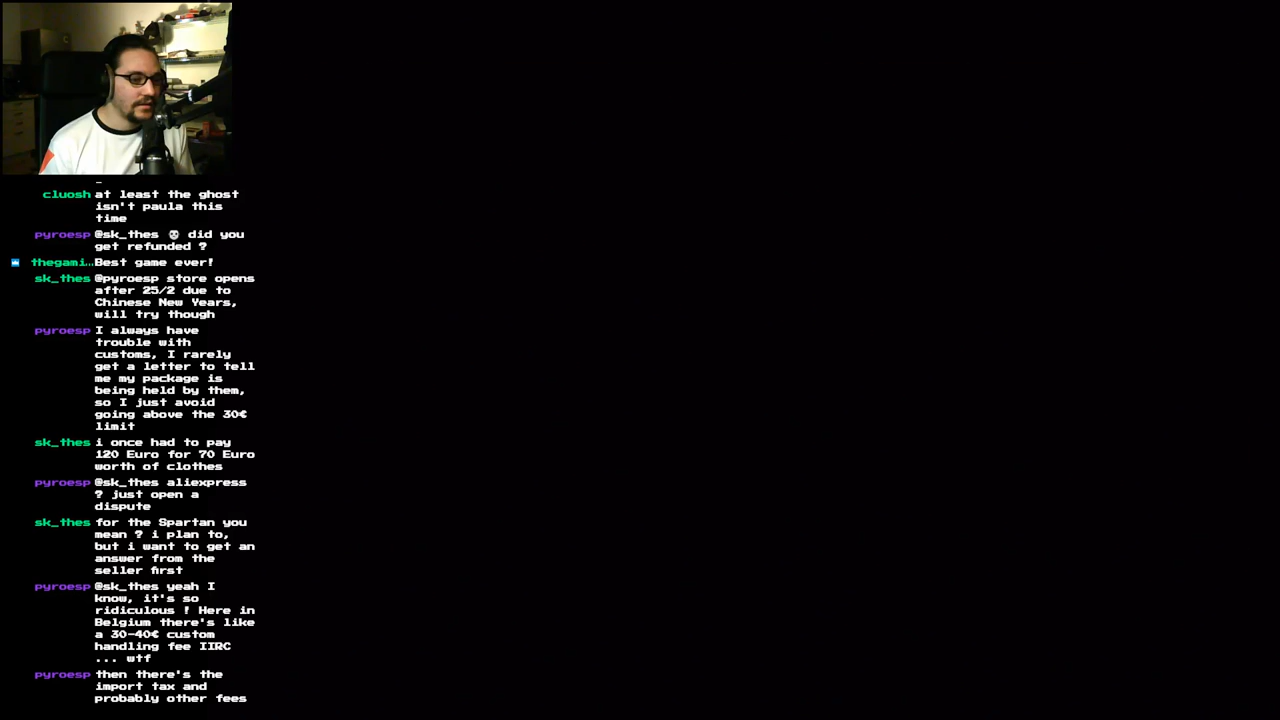 cluosh at least the ghost
isn't paula this
time
pyroesp @sk_thes 💀 did you
get refunded ?
thegami… Best game ever!
sk_thes @pyroesp store opens
after 25/2 due to
Chinese New Years,
will try though
pyroesp I always have
trouble with
customs, I rarely
get a letter to tell
me my package is
being held by them,
so I just avoid
going above the 30€
limit
sk_thes i once had to pay
120 Euro for 70 Euro
worth of clothes
pyroesp @sk_thes aliexpress
? just open a
dispute
sk_thes for the Spartan you
mean ? i plan to,
but i want to get an
answer from the
seller first
pyroesp @sk_thes yeah I
know, it's so
ridiculous ! Here in
Belgium there's like
a 30-40€ custom
handling fee IIRC
... wtf
pyroesp then there's the
import tax and
probably other fees